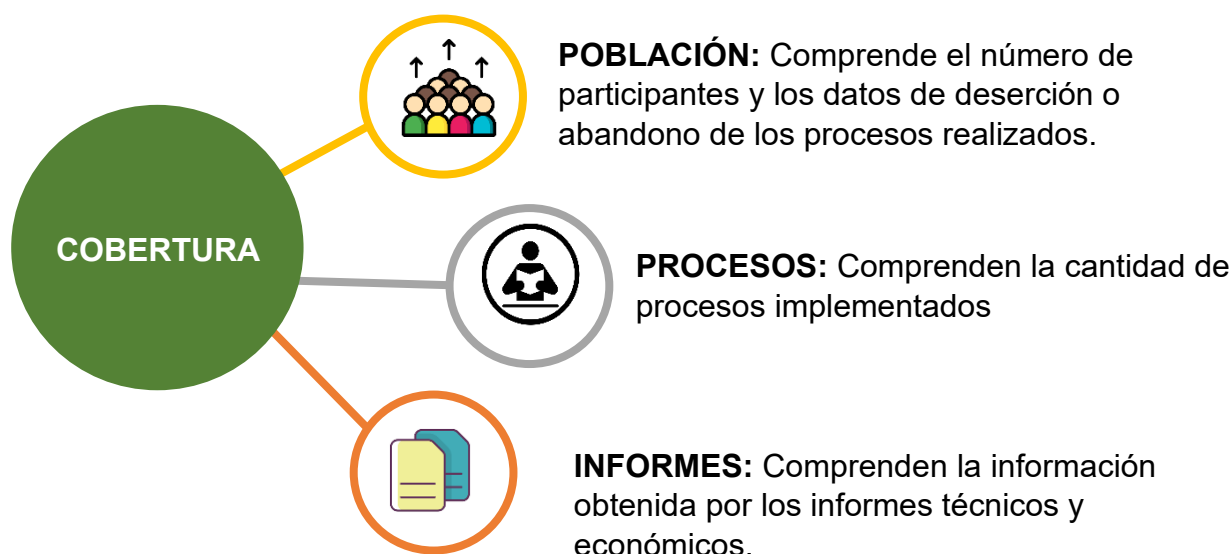 POBLACIÓN: Comprende el número de
participantes y los datos de deserción o
abandono de los procesos realizados.
COBERTURA
PROCESOS: Comprenden la cantidad de
procesos implementados
INFORMES: Comprenden la información
obtenida por los informes técnicos y
económicos.